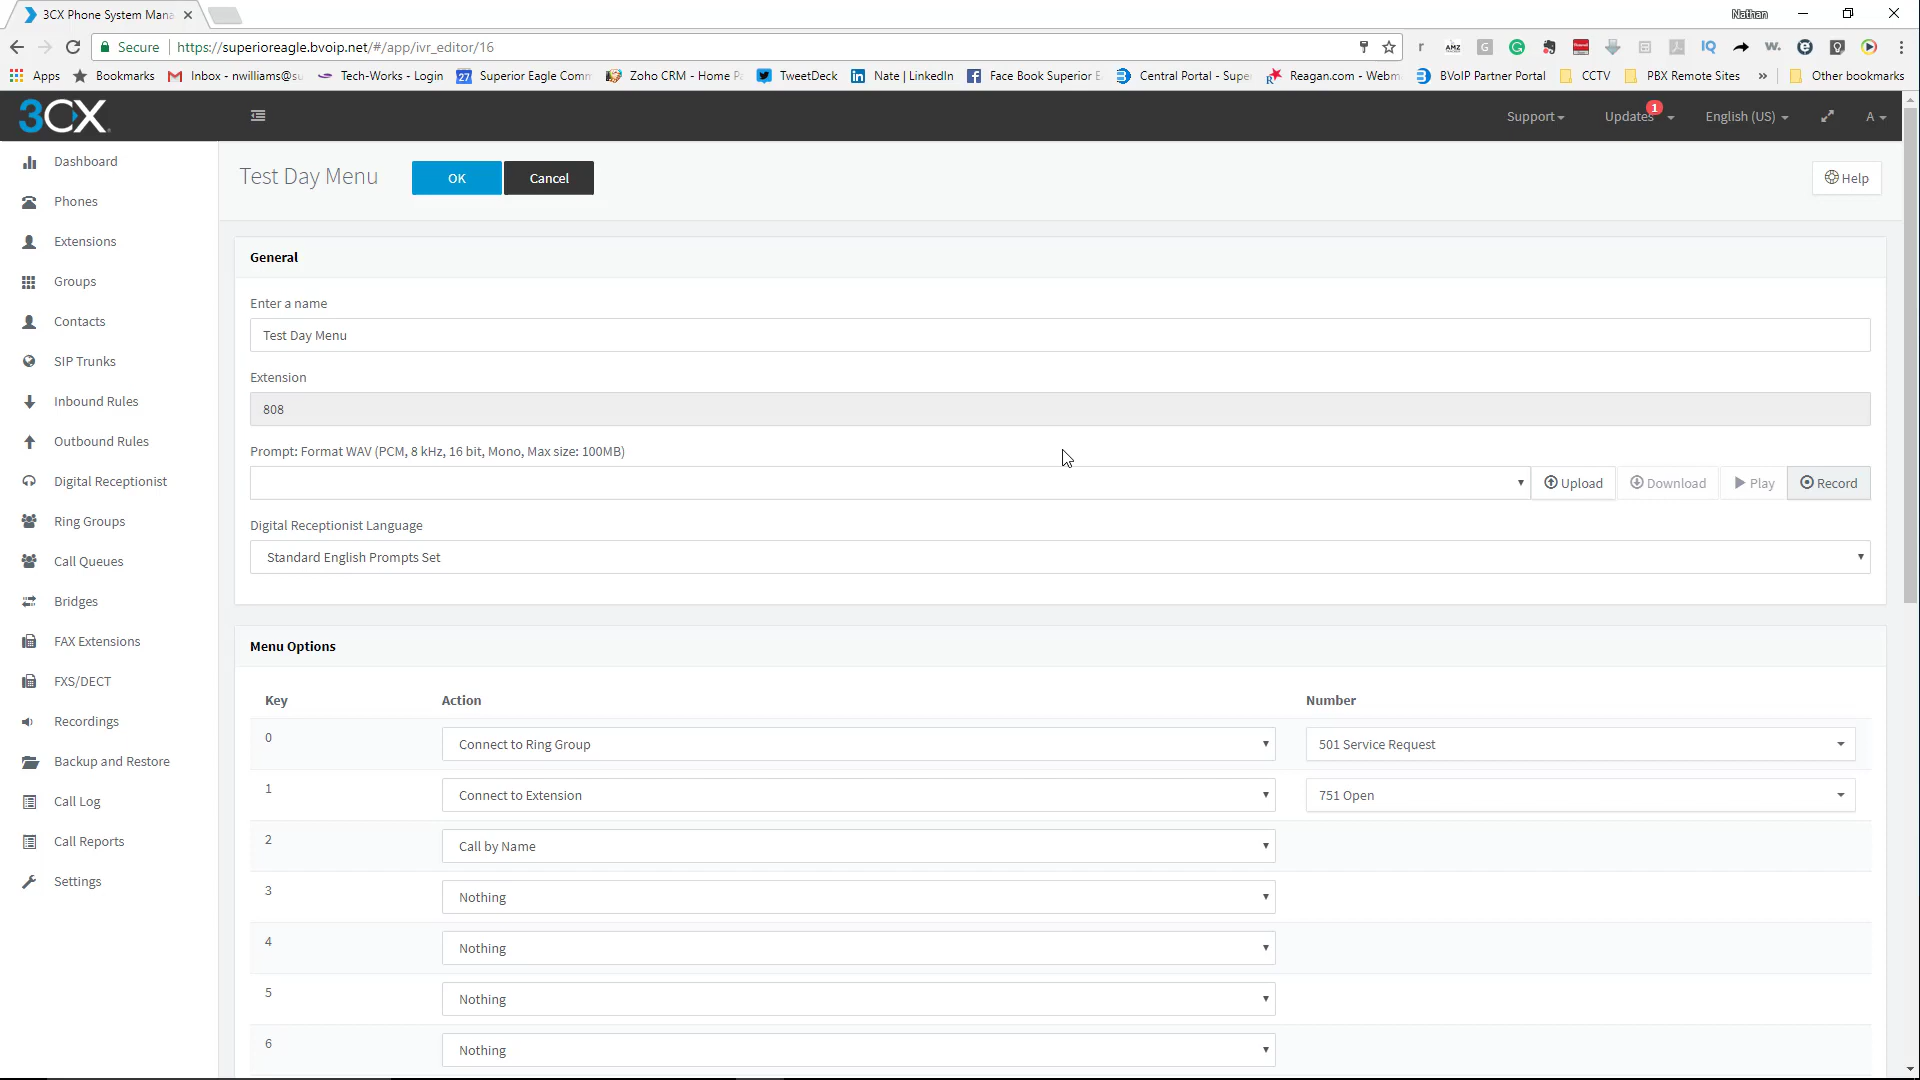 3CX Phone System Mana
Nathan
Secure
https://superioreagle.bvoip.net/#/app/ivr_editor/16
Apps
Bookmarks
Inbox - nwilliams@su
Tech-Works - Login
27
Superior Eagle Comm
Zoho CRM - Home Pa
TweetDeck
Nate | LinkedIn
Face Book Superior E
Central Portal - Supe
Reagan.com - Webm
BVoIP Partner Portal
CCTV
PBX Remote Sites
»
Other bookmarks
3CX
Support
Updates
1
English (US)
A
Dashboard
Phones
Extensions
Groups
Contacts
SIP Trunks
Inbound Rules
Outbound Rules
Digital Receptionist
Ring Groups
Call Queues
Bridges
FAX Extensions
FXS/DECT
Recordings
Backup and Restore
Call Log
Call Reports
Settings
Test Day Menu
OK
Cancel
Help
General
Enter a name
Test Day Menu
Extension
808
Prompt: Format WAV (PCM, 8 kHz, 16 bit, Mono, Max size: 100MB)
Upload
Download
Play
Record
Digital Receptionist Language
Standard English Prompts Set
Menu Options
Key Action Number
0 Connect to Ring Group 501 Service Request
1 Connect to Extension 751 Open
2 Call by Name
3 Nothing
4 Nothing
5 Nothing
6 Nothing